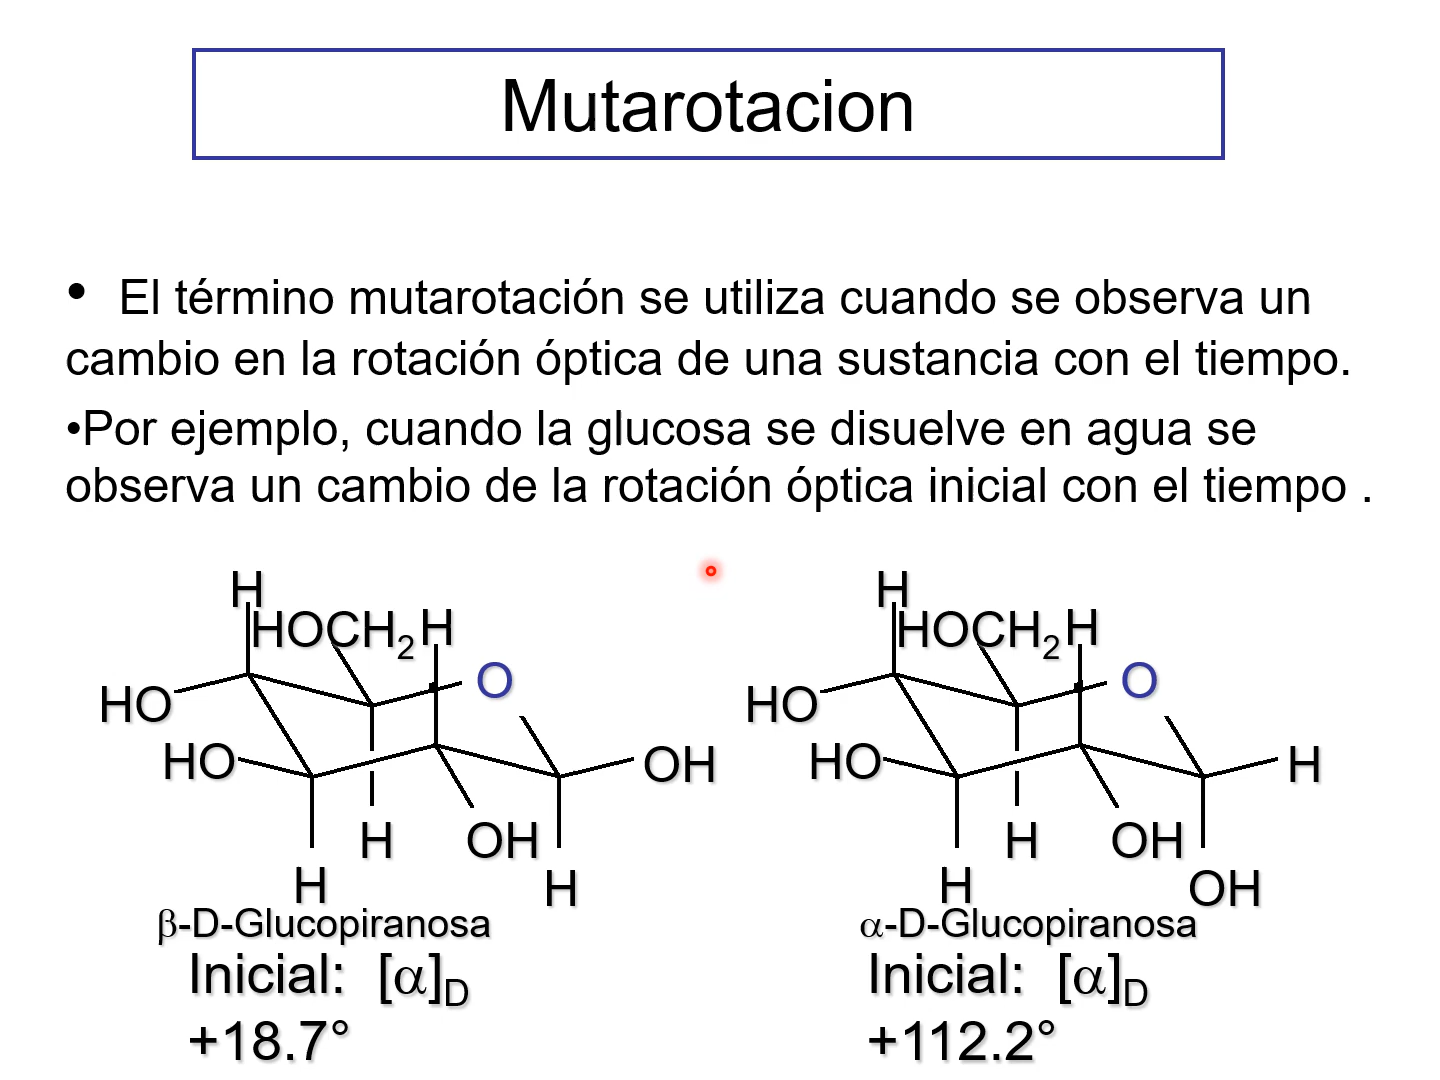 Mutarotacion
• El término mutarotación se utiliza cuando se observa un
cambio en la rotación óptica de una sustancia con el tiempo.
•Por ejemplo, cuando la glucosa se disuelve en agua se
observa un cambio de la rotación óptica inicial con el tiempo .
H
HOCH2 H
O
HO
HO
OH
H
OH
H
H
β-D-Glucopiranosa
Inicial: [α]D
+18.7°
H
HOCH2 H
O
HO
HO
H
H
OH
H
OH
α-D-Glucopiranosa
Inicial: [α]D
+112.2°